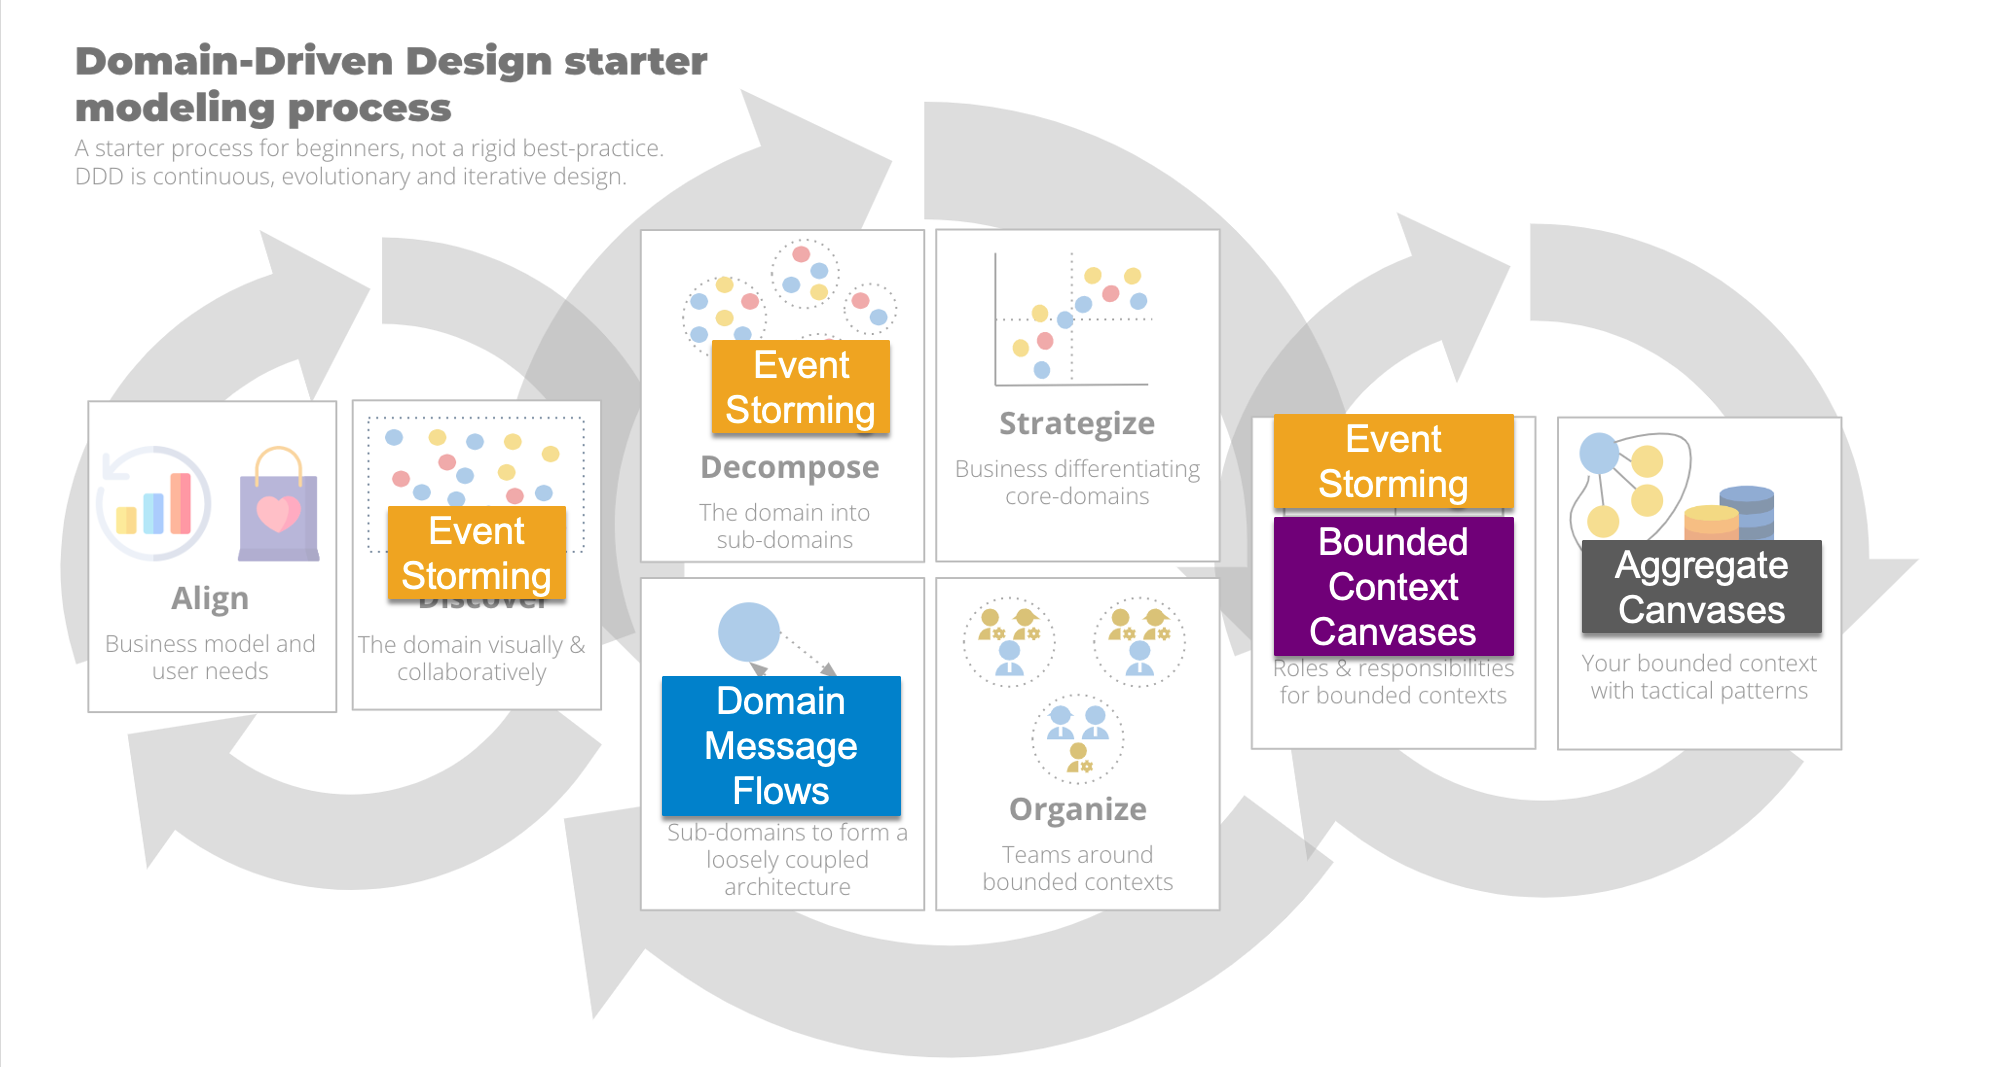 Domain-Driven Design starter
modeling process
A starter process for beginners, not a rigid best-practice.
DDD is continuous, evolutionary and iterative design.
Align
Business model and
user needs
Event
Storming
Discover
The domain visually &
collaboratively
Event
Storming
Decompose
The domain into
sub-domains
Strategize
Business differentiating
core-domains
Domain
Message
Flows
Sub-domains to form a
loosely coupled
architecture
Organize
Teams around
bounded contexts
Event
Storming
Bounded
Context
Canvases
Roles & responsibilities
for bounded contexts
Aggregate
Canvases
Your bounded context
with tactical patterns